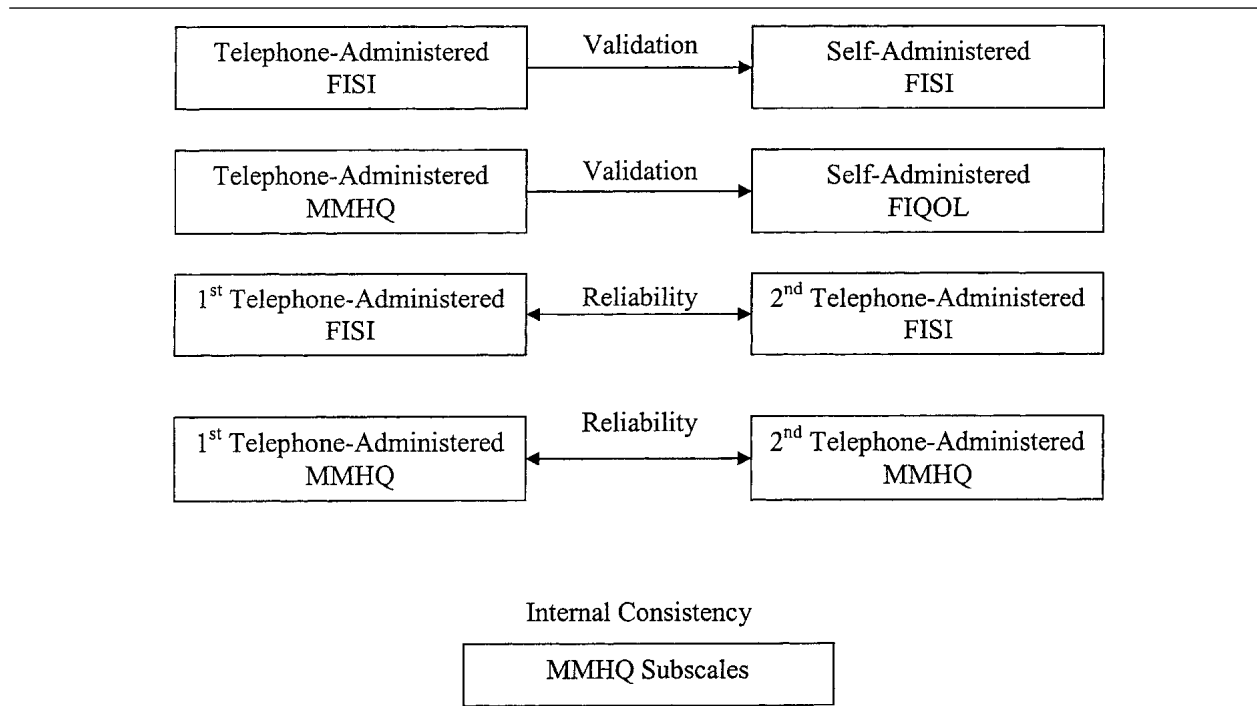 Telephone-Administered
FISI
Validation
Self-Administered
FISI
Telephone-Administered
MMHQ
Validation
Self-Administered
FIQOL
1st Telephone-Administered
FISI
Reliability
2nd Telephone-Administered
FISI
1st Telephone-Administered
MMHQ
Reliability
2nd Telephone-Administered
MMHQ
Internal Consistency
MMHQ Subscales